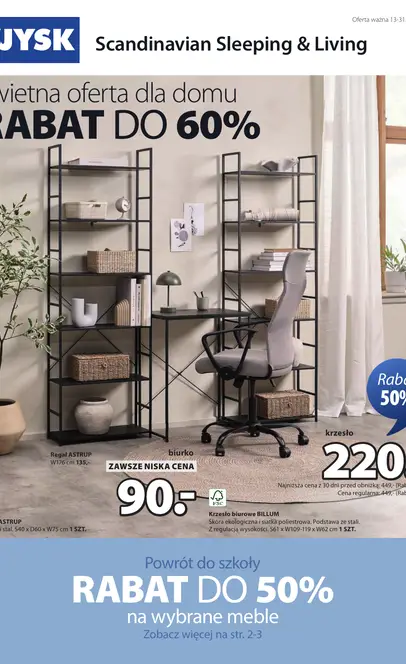 JYSK
Scandinavian Sleeping & Living
Oferta ważna 13-31
wietna oferta dla domu
RABAT DO 60%
Regał ASTRUP
W176 cm 135,-
biurko
ZAWSZE NISKA CENA
90.-
FSC
ASTRUP
stal. S40 x D60 x W75 cm 1 SZT.
krzesło
Raba
50%
220.
Najniższa cena z 30 dni przed obniżką: 449,-
Cena regularna: 449,-
Krzesło biurowe BILLUM
Skóra ekologiczna i siatka poliestrowa. Podstawa ze stali.
Z regulacją wysokości. S61 x W109-119 x W62 cm 1 SZT.
Powrót do szkoły
RABAT DO 50%
na wybrane meble
Zobacz więcej na str. 2-3